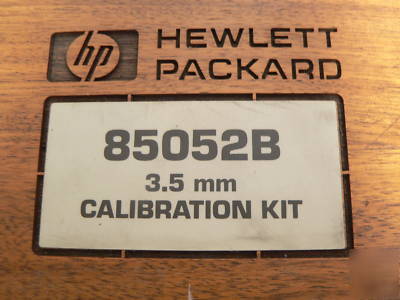 hp HEWLETT
PACKARD
85052B
3.5 mm
CALIBRATION KIT